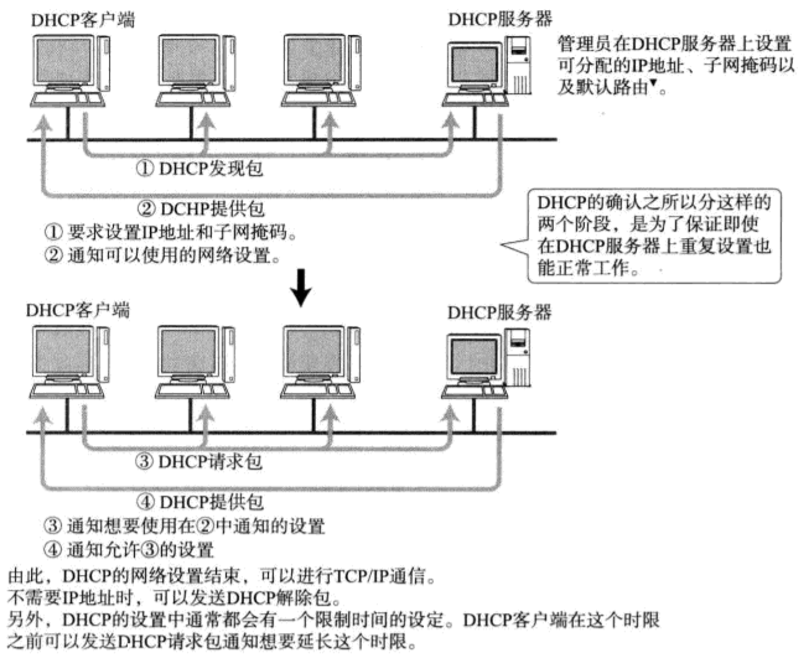 DHCP客户端
DHCP服务器
管理员在DHCP服务器上设置
可分配的IP地址、子网掩码以
及默认路由▼。
① DHCP发现包
② DCHP提供包
① 要求设置IP地址和子网掩码。
② 通知可以使用的网络设置。
DHCP的确认之所以分这样的
两个阶段，是为了保证即使
在DHCP服务器上重复设置也
能正常工作。
DHCP客户端
DHCP服务器
③ DHCP请求包
④ DHCP提供包
③ 通知想要使用在②中通知的设置
④ 通知允许③的设置
由此，DHCP的网络设置结束，可以进行TCP/IP通信。
不需要IP地址时，可以发送DHCP解除包。
另外，DHCP的设置中通常都会有一个限制时间的设定。DHCP客户端在这个时限
之前可以发送DHCP请求包通知想要延长这个时限。